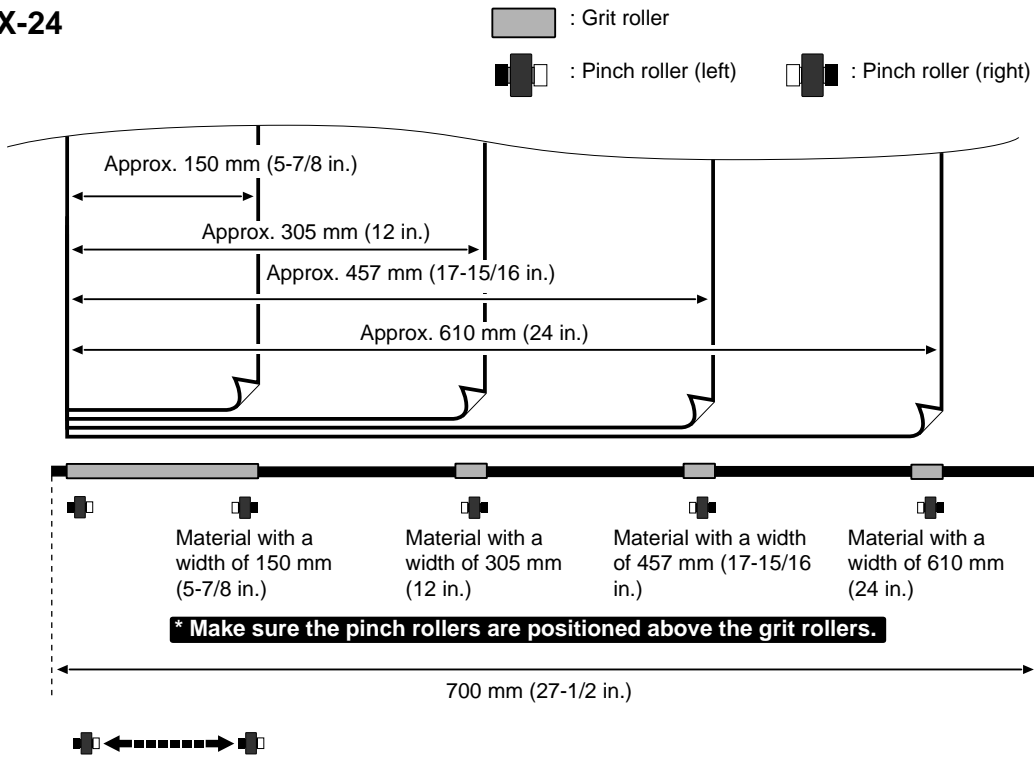 X-24
: Grit roller
: Pinch roller (left)
: Pinch roller (right)
Approx. 150 mm (5-7/8 in.)
Approx. 305 mm (12 in.)
Approx. 457 mm (17-15/16 in.)
Approx. 610 mm (24 in.)
Material with a
width of 150 mm
(5-7/8 in.)
Material with a
width of 305 mm
(12 in.)
Material with a width
of 457 mm (17-15/16
in.)
Material with a
width of 610 mm
(24 in.)
* Make sure the pinch rollers are positioned above the grit rollers.
700 mm (27-1/2 in.)